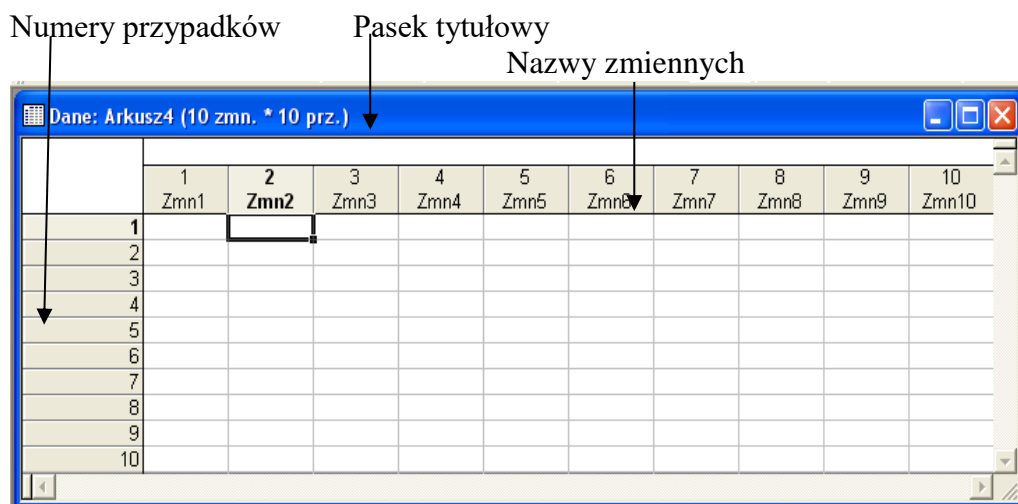 Numery przypadków Pasek tytułowy
Nazwy zmiennych
Dane: Arkusz4 (10 zmn. * 10 prz.)
1 2 3 4 5 6 7 8 9 10
Zmn1 Zmn2 Zmn3 Zmn4 Zmn5 Zmn6 Zmn7 Zmn8 Zmn9 Zmn10
1
2
3
4
5
6
7
8
9
10